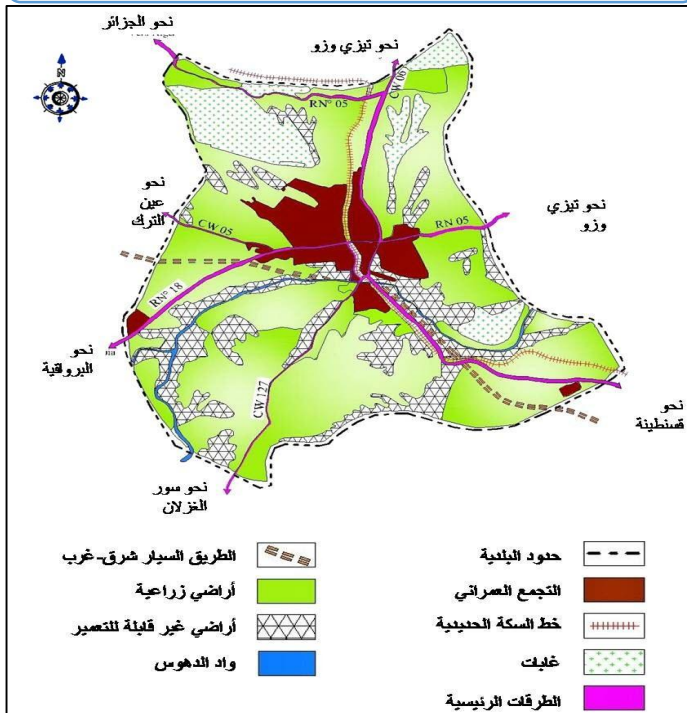 نحو الجزائر
نحو تيزي وزو
N
CW 06
RN° 05
نحو
عين
الترك
CW 05
RN 05
نحو تيزي
وزو
RN° 18
نحو
البرواقية
CW 127
نحو
قسنطينة
نحو سور
الغزلان
حدود البلدية
التجمع العمراني
خط السكة الحديدية
غابات
الطرقات الرئيسية
الطريق السيار شرق-غرب
أراضي زراعية
أراضي غير قابلة للتعمير
واد الدهوس